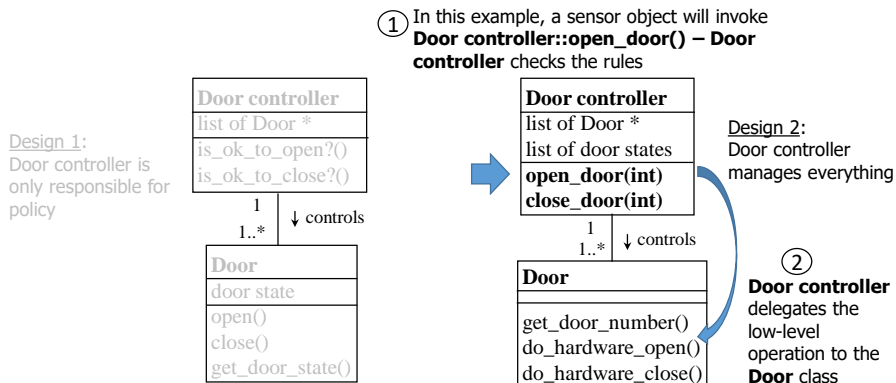 ① In this example, a sensor object will invoke
Door controller::open_door() – Door
controller checks the rules
Design 1:
Door controller is
only responsible for
policy
Door controller
list of Door *
is_ok_to_open?()
is_ok_to_close?()
1
1..*
↓ controls
Door
door state
open()
close()
get_door_state()
Door controller
list of Door *
list of door states
open_door(int)
close_door(int)
1
1..*
↓ controls
Door
get_door_number()
do_hardware_open()
do_hardware_close()
Design 2:
Door controller
manages everything
②
Door controller
delegates the
low-level
operation to the
Door class